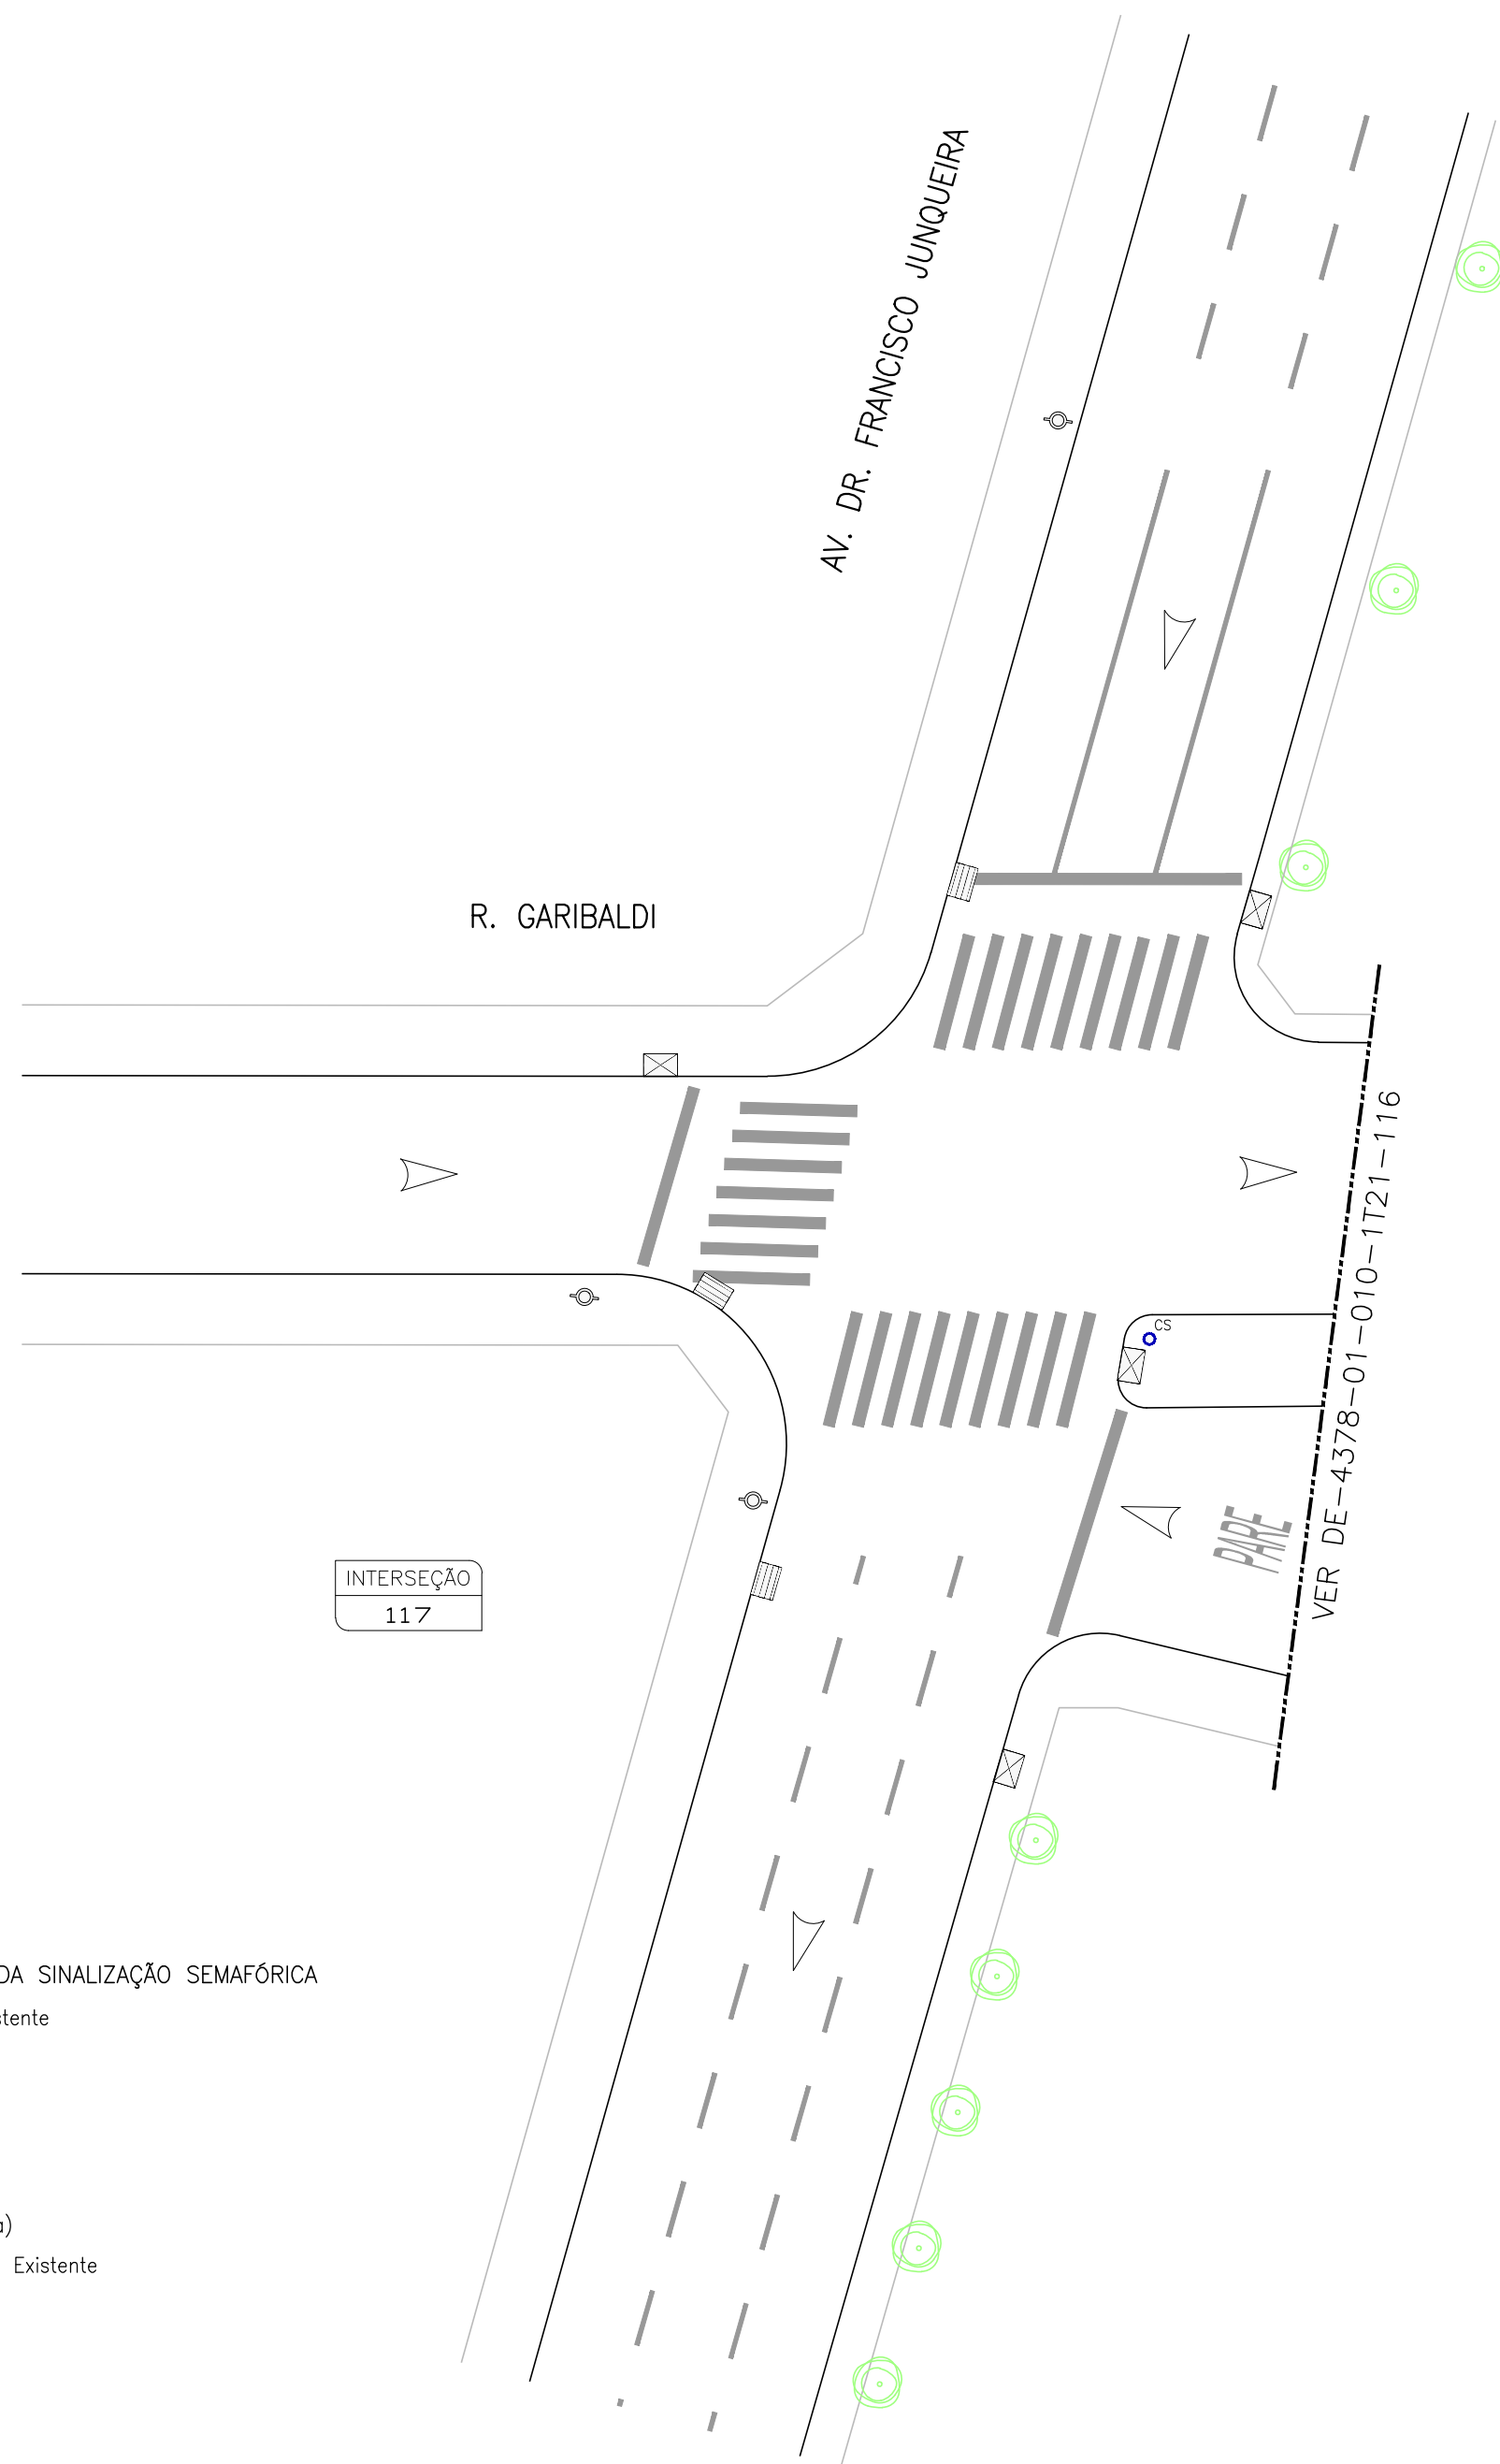 AV. DR. FRANCISCO JUNQUEIRA
R. GARIBALDI
VER DE-4378-01-010-1T21-116
CS
PARE
INTERSEÇÃO
117
DA SINALIZAÇÃO SEMAFÓRICA
Existente